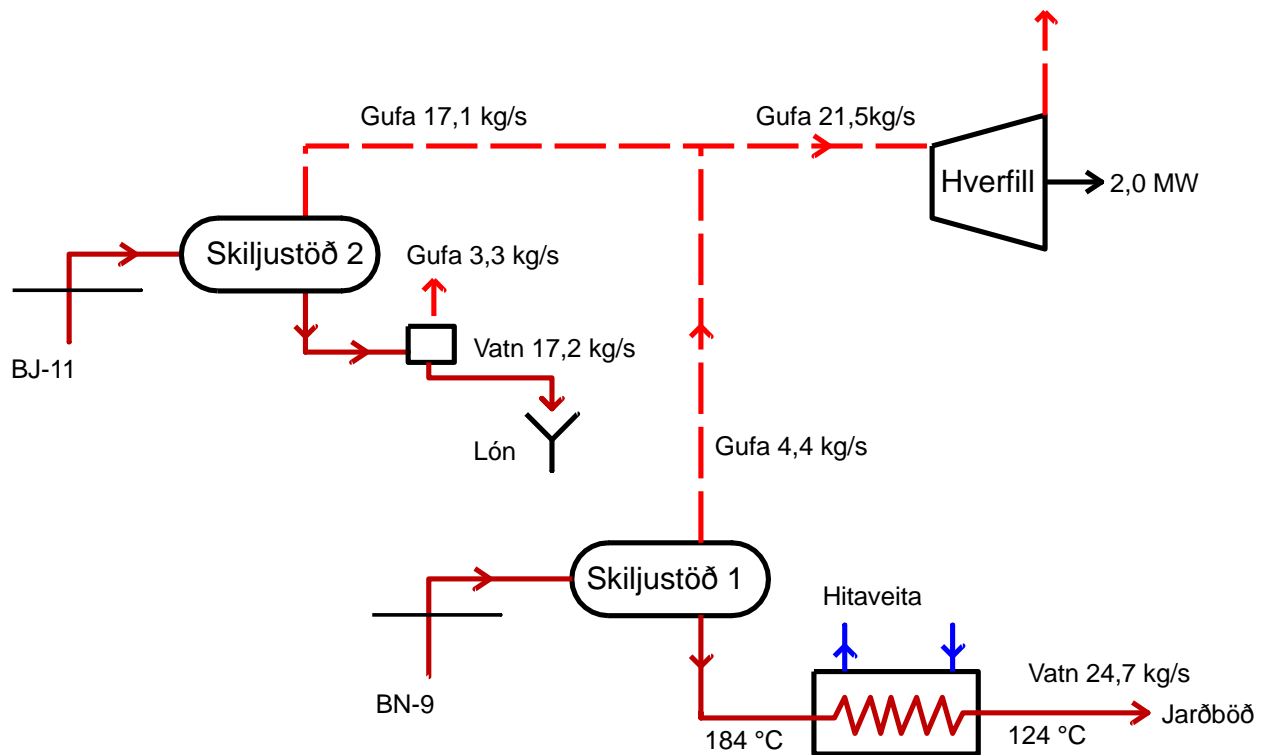 Gufa 17,1 kg/s
Gufa 21,5kg/s
Hverfill
2,0 MW
Skiljustöð 2
Gufa 3,3 kg/s
BJ-11
Vatn 17,2 kg/s
Lón
Gufa 4,4 kg/s
Skiljustöð 1
Hitaveita
BN-9
Vatn 24,7 kg/s
Jarðböð
184 °C
124 °C